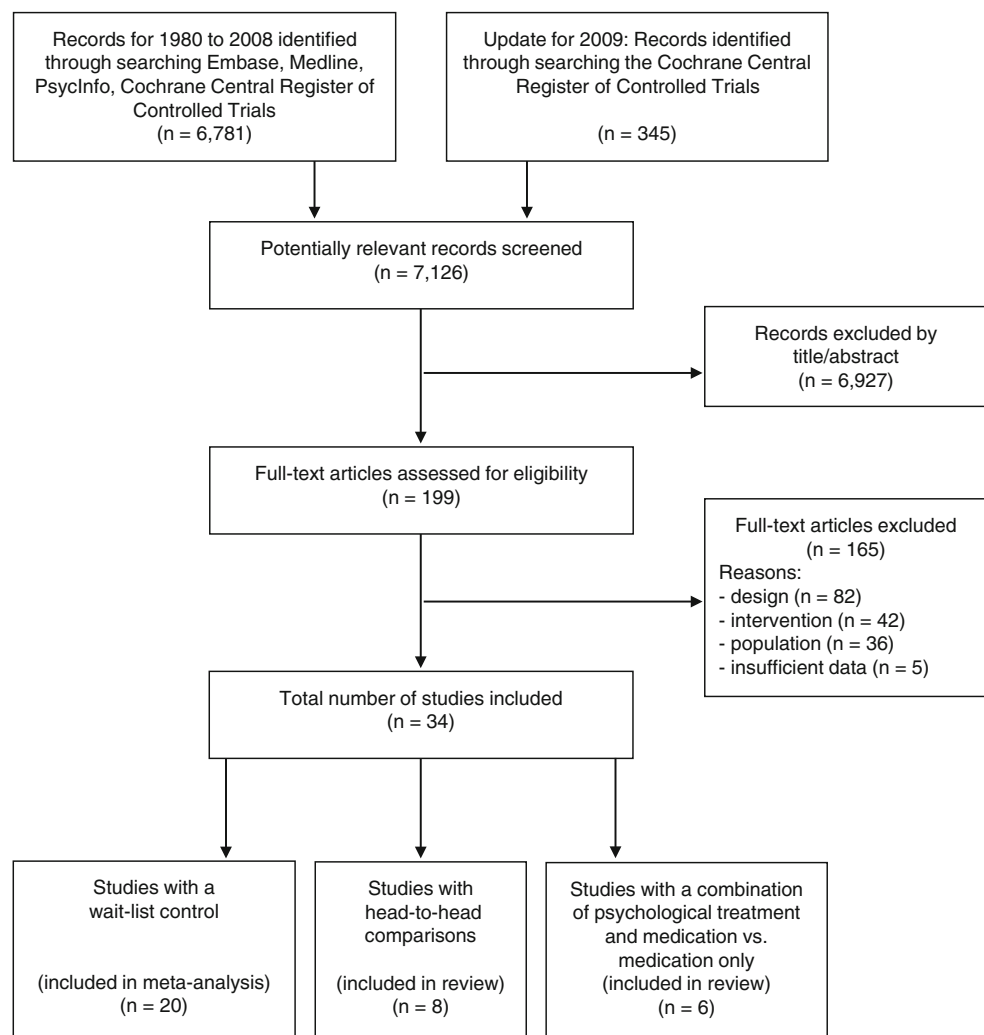 Records for 1980 to 2008 identified
through searching Embase, Medline,
PsycInfo, Cochrane Central Register of
Controlled Trials
(n = 6,781)
Update for 2009: Records identified
through searching the Cochrane Central
Register of Controlled Trials
(n = 345)
Potentially relevant records screened
(n = 7,126)
Records excluded by
title/abstract
(n = 6,927)
Full-text articles assessed for eligibility
(n = 199)
Full-text articles excluded
(n = 165)
Reasons:
- design (n = 82)
- intervention (n = 42)
- population (n = 36)
- insufficient data (n = 5)
Total number of studies included
(n = 34)
Studies with a
wait-list control
(included in meta-analysis)
(n = 20)
Studies with
head-to-head
comparisons
(included in review)
(n = 8)
Studies with a combination
of psychological treatment
and medication vs.
medication only
(included in review)
(n = 6)